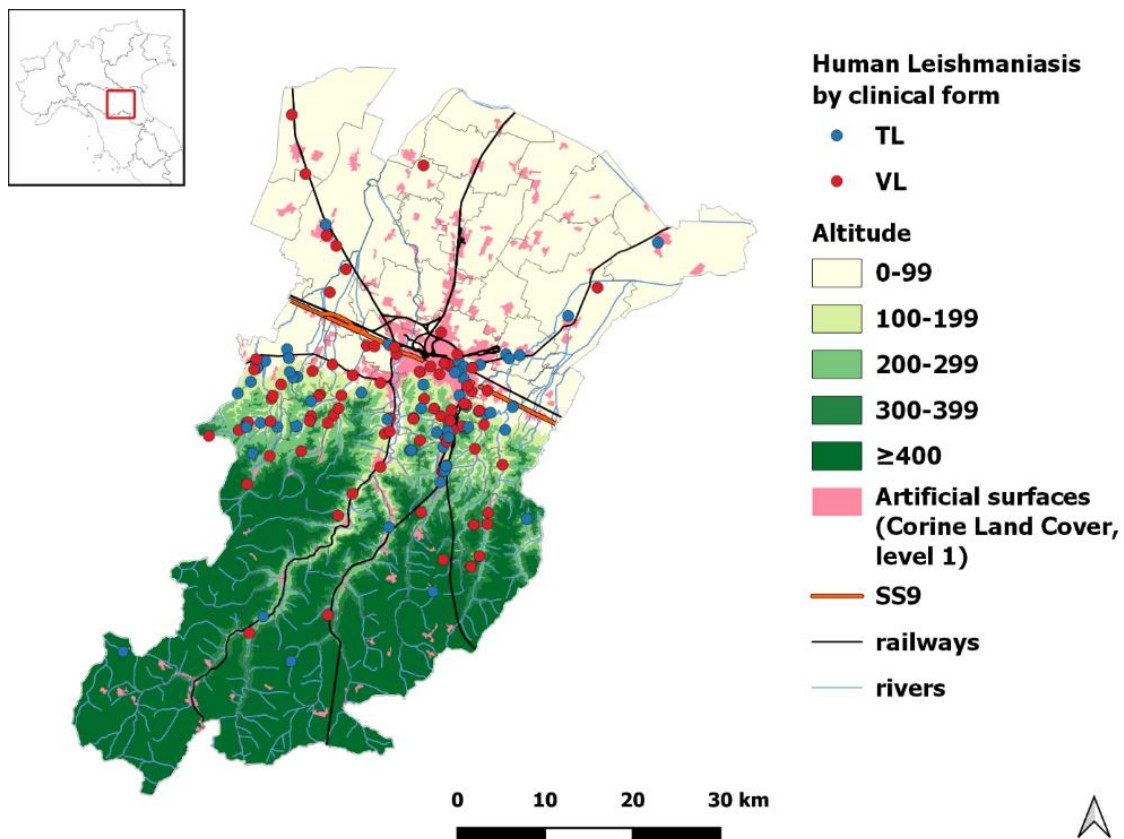 Human Leishmaniasis
by clinical form
TL
VL
Altitude
0-99
100-199
200-299
300-399
≥400
Artificial surfaces
(Corine Land Cover,
level 1)
SS9
railways
rivers
0 10 20 30 km